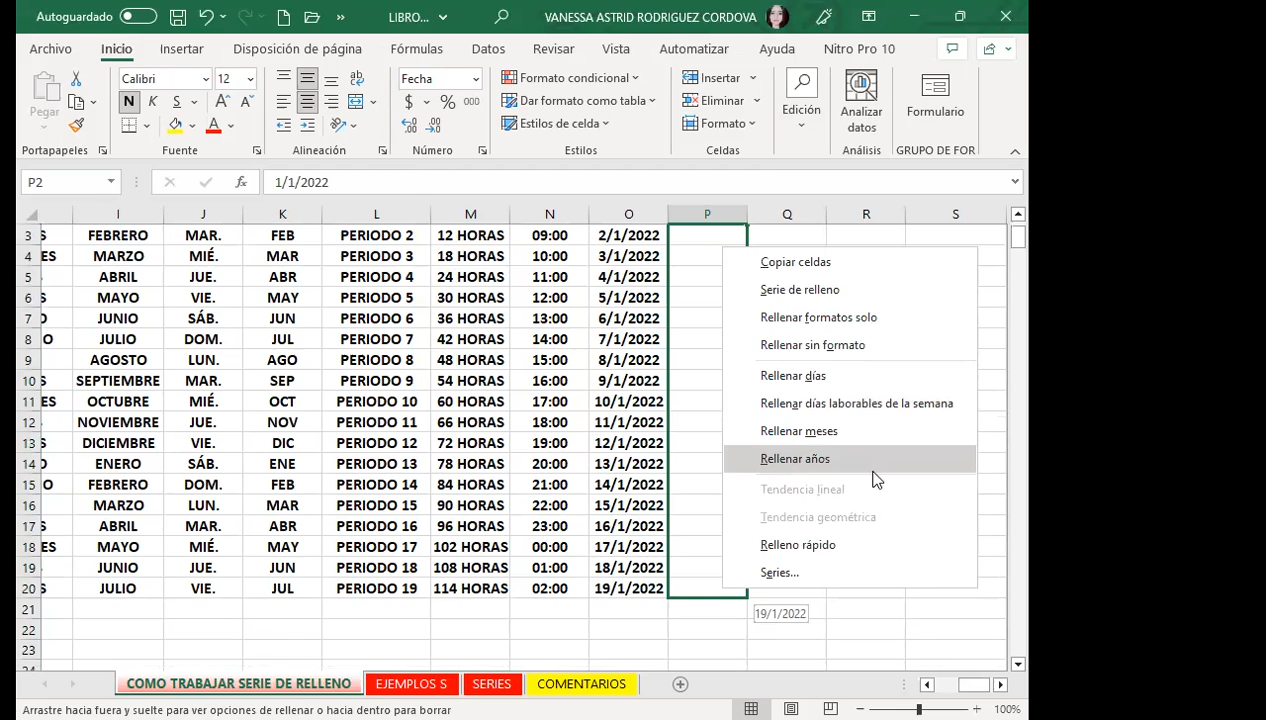 Autoguardado LIBRO... VANESSA ASTRID RODRIGUEZ CORDOVA
Archivo Inicio Insertar Disposición de página Fórmulas Datos Revisar Vista Automatizar Ayuda Nitro Pro 10
Pegar
Portapapeles
Calibri 12
N K S
Fuente
ab
Alineación
Fecha
$ % 000
Número
Formato condicional
Dar formato como tabla
Estilos de celda
Estilos
Insertar
Eliminar
Formato
Celdas
Edición
Analizar
datos
Análisis
Formulario
GRUPO DE FOR
P2 fx 1/1/2022
I J K L M N O P Q R S
3 S FEBRERO MAR. FEB PERIODO 2 12 HORAS 09:00 2/1/2022
4 ES MARZO MIÉ. MAR PERIODO 3 18 HORAS 10:00 3/1/2022
5 ABRIL JUE. ABR PERIODO 4 24 HORAS 11:00 4/1/2022
6 S MAYO VIE. MAY PERIODO 5 30 HORAS 12:00 5/1/2022
7 O JUNIO SÁB. JUN PERIODO 6 36 HORAS 13:00 6/1/2022
8 O JULIO DOM. JUL PERIODO 7 42 HORAS 14:00 7/1/2022
9 AGOSTO LUN. AGO PERIODO 8 48 HORAS 15:00 8/1/2022
10 S SEPTIEMBRE MAR. SEP PERIODO 9 54 HORAS 16:00 9/1/2022
11 ES OCTUBRE MIÉ. OCT PERIODO 10 60 HORAS 17:00 10/1/2022
12 NOVIEMBRE JUE. NOV PERIODO 11 66 HORAS 18:00 11/1/2022
13 S DICIEMBRE VIE. DIC PERIODO 12 72 HORAS 19:00 12/1/2022
14 ENERO SÁB. ENE PERIODO 13 78 HORAS 20:00 13/1/2022
15 O FEBRERO DOM. FEB PERIODO 14 84 HORAS 21:00 14/1/2022
16 MARZO LUN. MAR PERIODO 15 90 HORAS 22:00 15/1/2022
17 S ABRIL MAR. ABR PERIODO 16 96 HORAS 23:00 16/1/2022
18 ES MAYO MIÉ. MAY PERIODO 17 102 HORAS 00:00 17/1/2022
19 JUNIO JUE. JUN PERIODO 18 108 HORAS 01:00 18/1/2022
20 S JULIO VIE. JUL PERIODO 19 114 HORAS 02:00 19/1/2022
21
22
23
Copiar celdas
Serie de relleno
Rellenar formatos solo
Rellenar sin formato
Rellenar días
Rellenar días laborables de la semana
Rellenar meses
Rellenar años
Tendencia lineal
Tendencia geométrica
Relleno rápido
Series...
19/1/2022
COMO TRABAJAR SERIE DE RELLENO EJEMPLOS S SERIES COMENTARIOS
Arrastre hacia fuera y suelte para ver opciones de rellenar o hacia dentro para borrar 100%